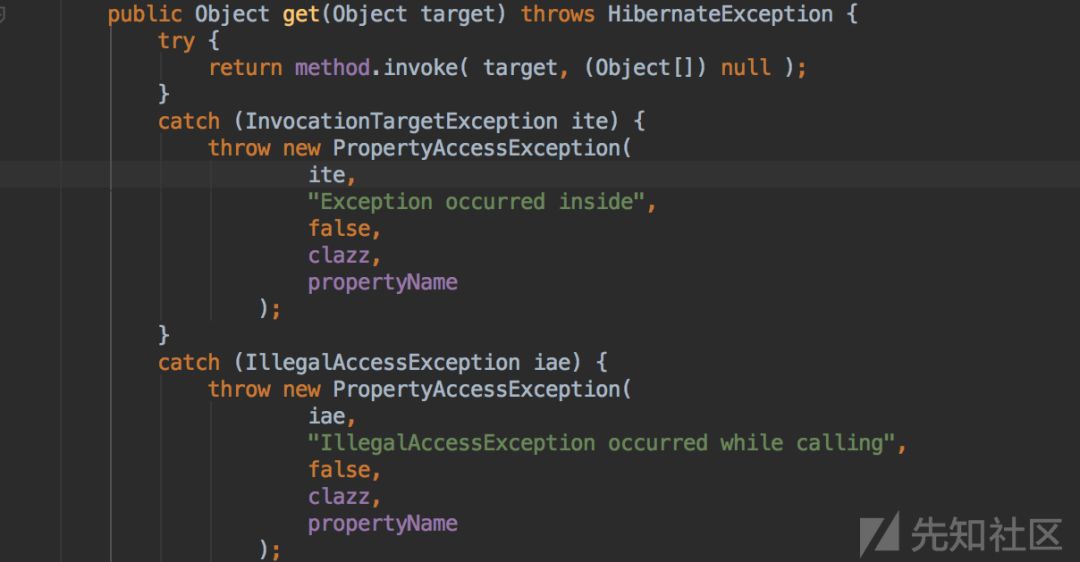 public Object get(Object target) throws HibernateException {
try {
return method.invoke( target, (Object[]) null );
}
catch (InvocationTargetException ite) {
throw new PropertyAccessException(
ite,
"Exception occurred inside",
false,
clazz,
propertyName
);
}
catch (IllegalAccessException iae) {
throw new PropertyAccessException(
iae,
"IllegalAccessException occurred while calling",
false,
clazz,
propertyName
);
先知社区